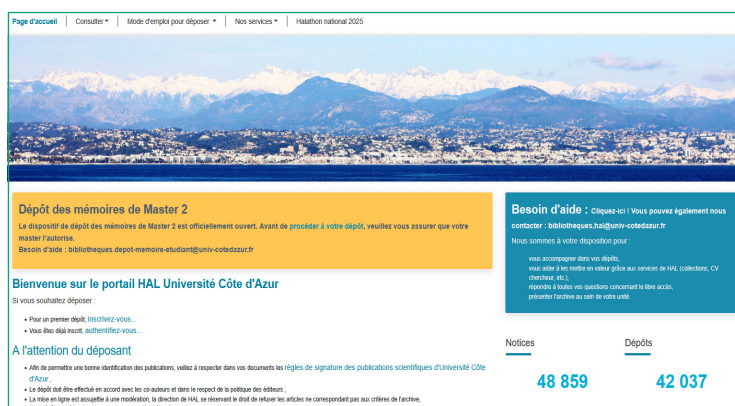 Page d'accueil Consulter Mode d'emploi pour déposer Nos services Halathon national 2025
Dépôt des mémoires de Master 2
Le dispositif de dépôt des mémoires de Master 2 est officiellement ouvert. Avant de procéder à votre dépôt, veuillez vous assurer que votre
master l'autorise.
Besoin d'aide : bibliotheques.depot-memoire-etudiant@univ-cotedazur.fr
Besoin d'aide : Cliquez-ici ! Vous pouvez également nous
contacter : bibliotheques.hal@univ-cotedazur.fr
Nous sommes à votre disposition pour :
vous accompagner dans vos dépôts,
vous aider à les mettre en valeur grâce aux services de HAL (collections, CV
chercheur, etc.),
répondre à toutes vos questions concernant le libre accès,
présenter l'archive au sein de votre unité.
Bienvenue sur le portail HAL Université Côte d'Azur
Si vous souhaitez déposer :
• Pour un premier dépôt, inscrivez-vous...
• Vous êtes déjà inscrit, authentifiez-vous...
A l'attention du déposant
• Afin de permettre une bonne identification des publications, veillez à respecter dans vos documents les règles de signature des publications scientifiques d'Université Côte
d'Azur ,
• Le dépôt doit être effectué en accord avec les co-auteurs et dans le respect de la politique des éditeurs ,
• La mise en ligne est assujettie à une modération, la direction de HAL se réservant le droit de refuser les articles ne correspondant pas aux critères de l'archive,
Notices Dépôts
48 859 42 037